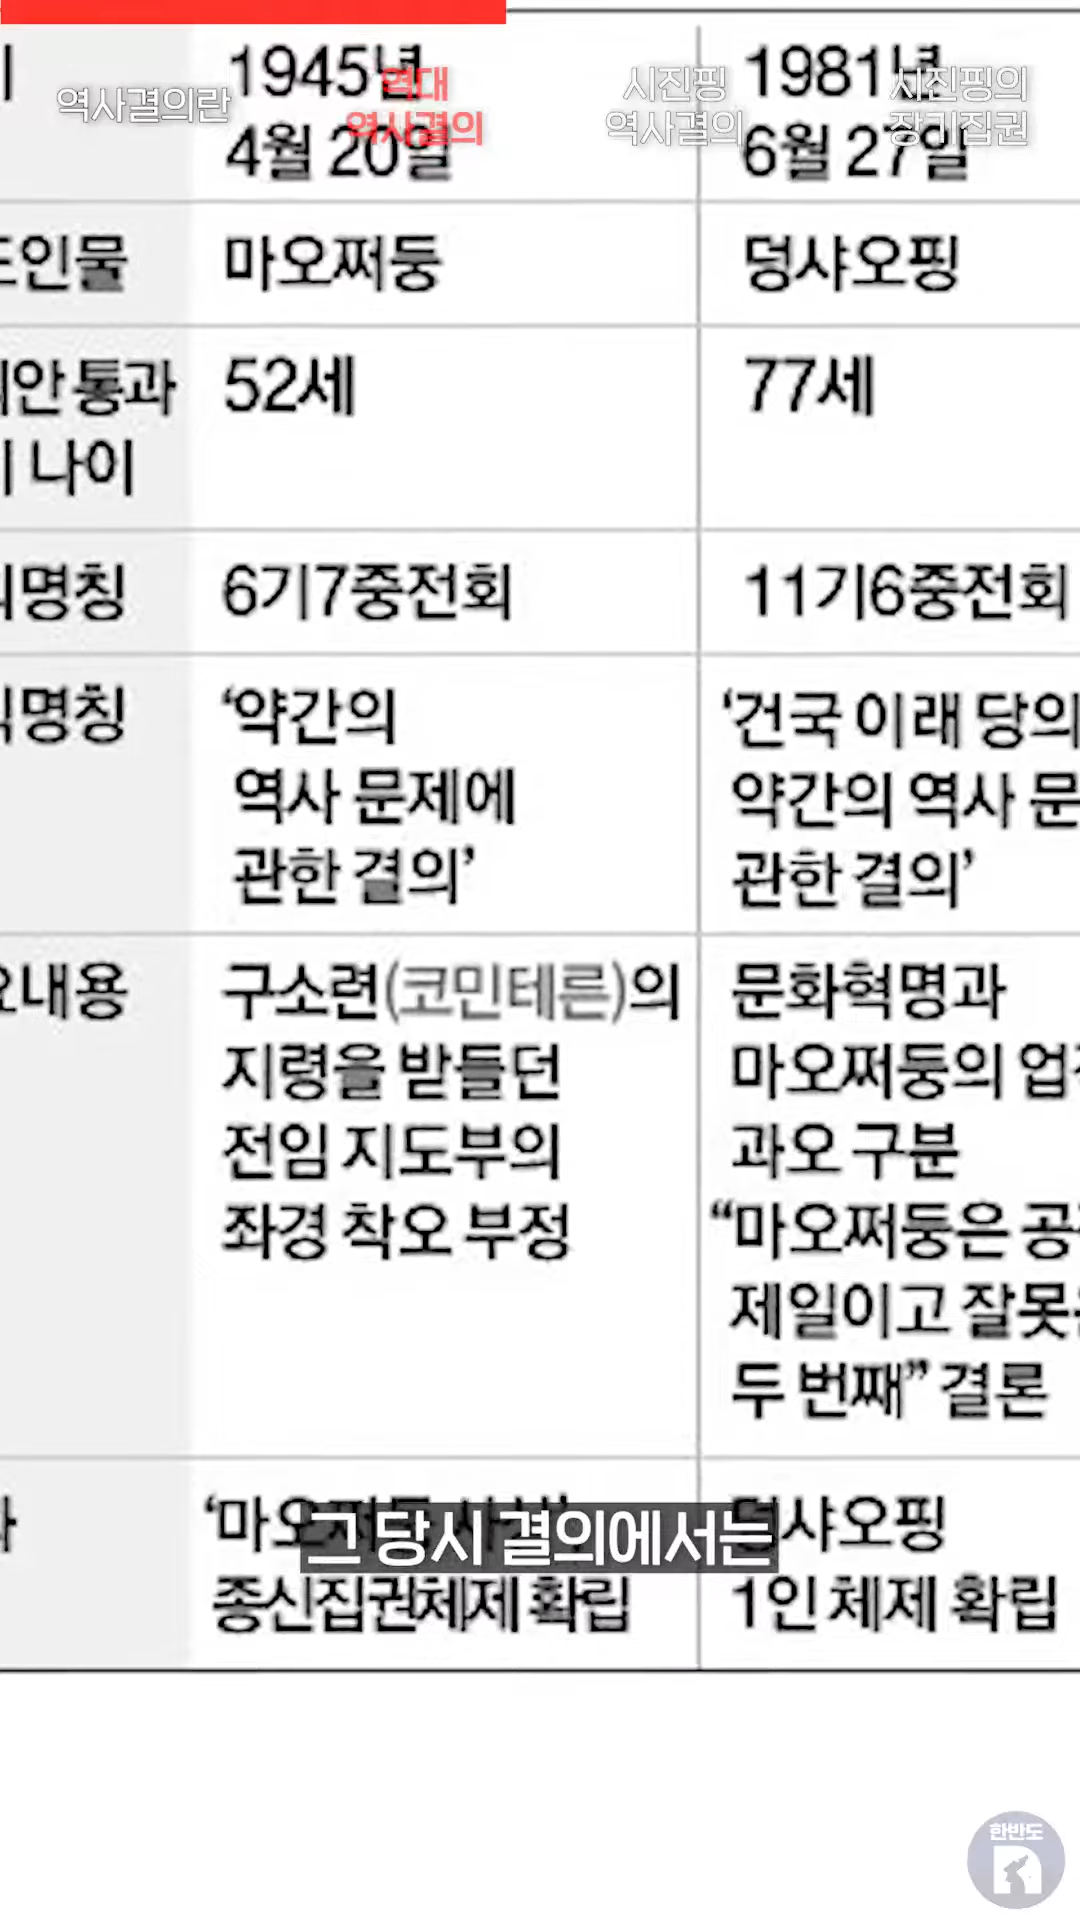 역사결의란
역대
역사결의
시진핑
역사결의
시진핑의
장기집권
1945년
4월 20일
1981년
6월 27일
인물
마오쩌둥
덩샤오핑
안 통과
나이
52세
77세
명칭
6기7중전회
11기6중전회
명칭
‘약간의
역사 문제에
관한 결의’
‘건국 이래 당의
약간의 역사 문
관한 결의’
내용
구소련(코민테른)의
지령을 받들던
전임 지도부의
좌경 착오 부정
문화혁명과
마오쩌둥의
과오 구분
“마오쩌둥은 공
제일이고 잘못은
두 번째” 결론
종신집권체제 확립
덩샤오핑
1인 체제 확립
그 당시 결의에서는
한반도